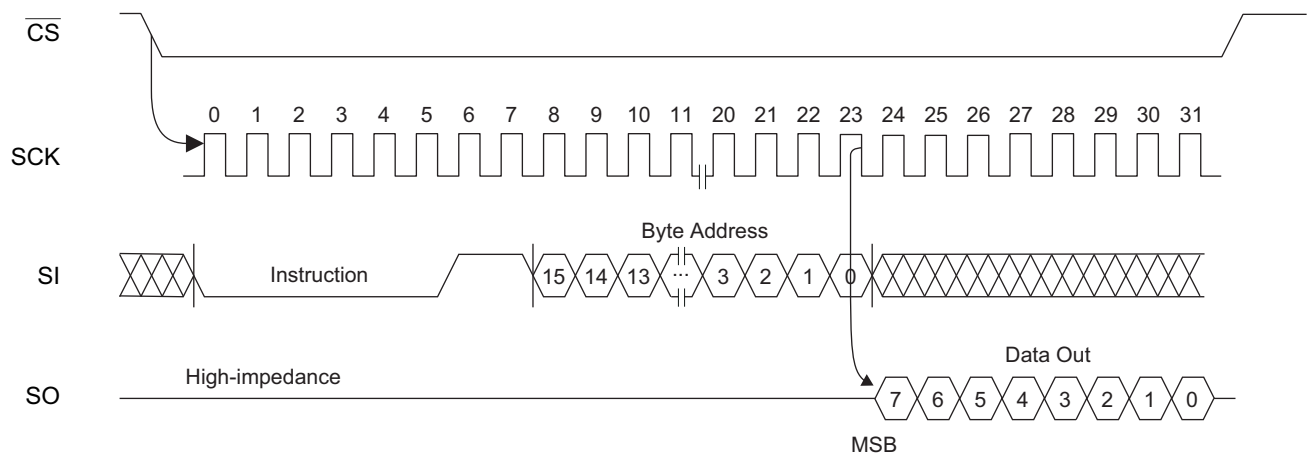 CS
0 1 2 3 4 5 6 7 8 9 10 11 20 21 22 23 24 25 26 27 28 29 30 31
SCK
Byte Address
SI Instruction 15 14 13 ... 3 2 1 0
Data Out
High-impedance
SO 7 6 5 4 3 2 1 0
MSB